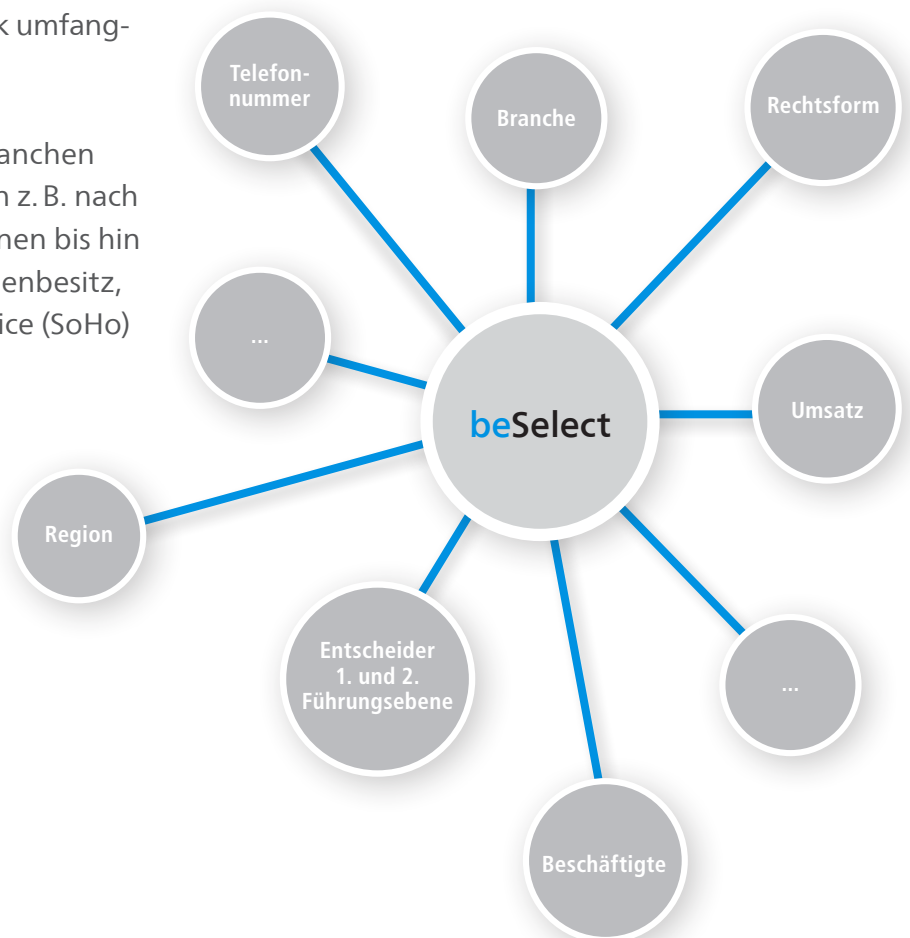 k umfang-
anchen
n z. B. nach
nen bis hin
enbesitz,
ice (SoHo)
Telefon-
nummer
Branche
Rechtsform
...
beSelect
Umsatz
Region
Entscheider
1. und 2.
Führungsebene
...
Beschäftigte